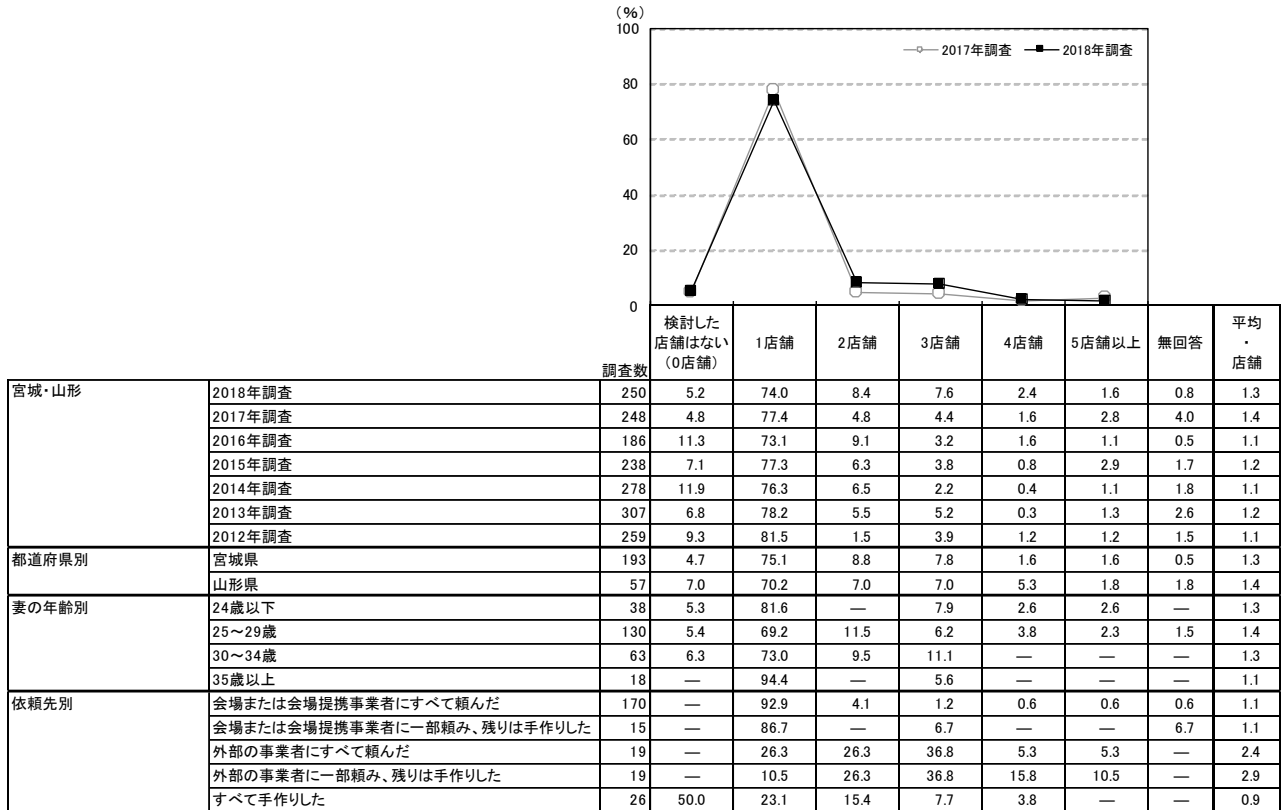 （％）
100
80
60
40
20
0
2017年調査 2018年調査
調査数 検討した店舗はない（0店舗） 1店舗 2店舗 3店舗 4店舗 5店舗以上 無回答 平均・店舗
宮城・山形 2018年調査 250 5.2 74.0 8.4 7.6 2.4 1.6 0.8 1.3
2017年調査 248 4.8 77.4 4.8 4.4 1.6 2.8 4.0 1.4
2016年調査 186 11.3 73.1 9.1 3.2 1.6 1.1 0.5 1.1
2015年調査 238 7.1 77.3 6.3 3.8 0.8 2.9 1.7 1.2
2014年調査 278 11.9 76.3 6.5 2.2 0.4 1.1 1.8 1.1
2013年調査 307 6.8 78.2 5.5 5.2 0.3 1.3 2.6 1.2
2012年調査 259 9.3 81.5 1.5 3.9 1.2 1.2 1.5 1.1
都道府県別 宮城県 193 4.7 75.1 8.8 7.8 1.6 1.6 0.5 1.3
山形県 57 7.0 70.2 7.0 7.0 5.3 1.8 1.8 1.4
妻の年齢別 24歳以下 38 5.3 81.6 ― 7.9 2.6 2.6 ― 1.3
25～29歳 130 5.4 69.2 11.5 6.2 3.8 2.3 1.5 1.4
30～34歳 63 6.3 73.0 9.5 11.1 ― ― ― 1.3
35歳以上 18 ― 94.4 ― 5.6 ― ― ― 1.1
依頼先別 会場または会場提携事業者にすべて頼んだ 170 ― 92.9 4.1 1.2 0.6 0.6 0.6 1.1
会場または会場提携事業者に一部頼み、残りは手作りした 15 ― 86.7 ― 6.7 ― ― 6.7 1.1
外部の事業者にすべて頼んだ 19 ― 26.3 26.3 36.8 5.3 5.3 ― 2.4
外部の事業者に一部頼み、残りは手作りした 19 ― 10.5 26.3 36.8 15.8 10.5 ― 2.9
すべて手作りした 26 50.0 23.1 15.4 7.7 3.8 ― ― 0.9